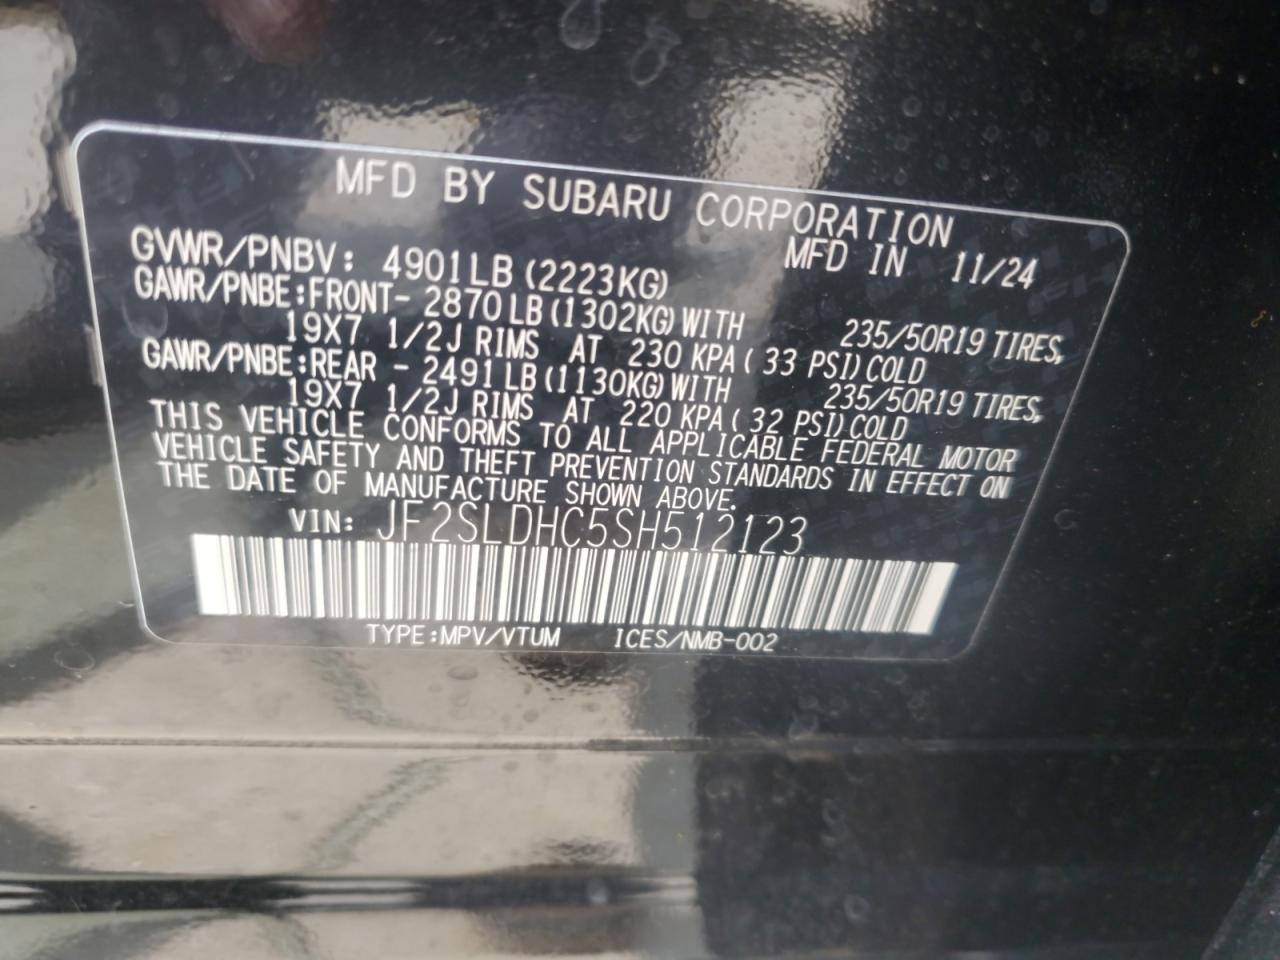 MFD BY SUBARU CORPORATION
GVWR/PNBV: 4901LB (2223KG) MFD IN 11/24
GAWR/PNBE:FRONT- 2870LB(1302KG)WITH 235/50R19 TIRES,
19X7 1/2J RIMS AT 230 KPA( 33 PSI)COLD
GAWR/PNBE:REAR - 2491LB(1130KG)WITH 235/50R19 TIRES,
19X7 1/2J RIMS AT 220 KPA( 32 PSI)COLD
THIS VEHICLE CONFORMS TO ALL APPLICABLE FEDERAL MOTOR
VEHICLE SAFETY AND THEFT PREVENTION STANDARDS IN EFFECT ON
THE DATE OF MANUFACTURE SHOWN ABOVE.
VIN: JF2SLDHC5SH512123
TYPE:MPV/VTUM ICES/NMB-002